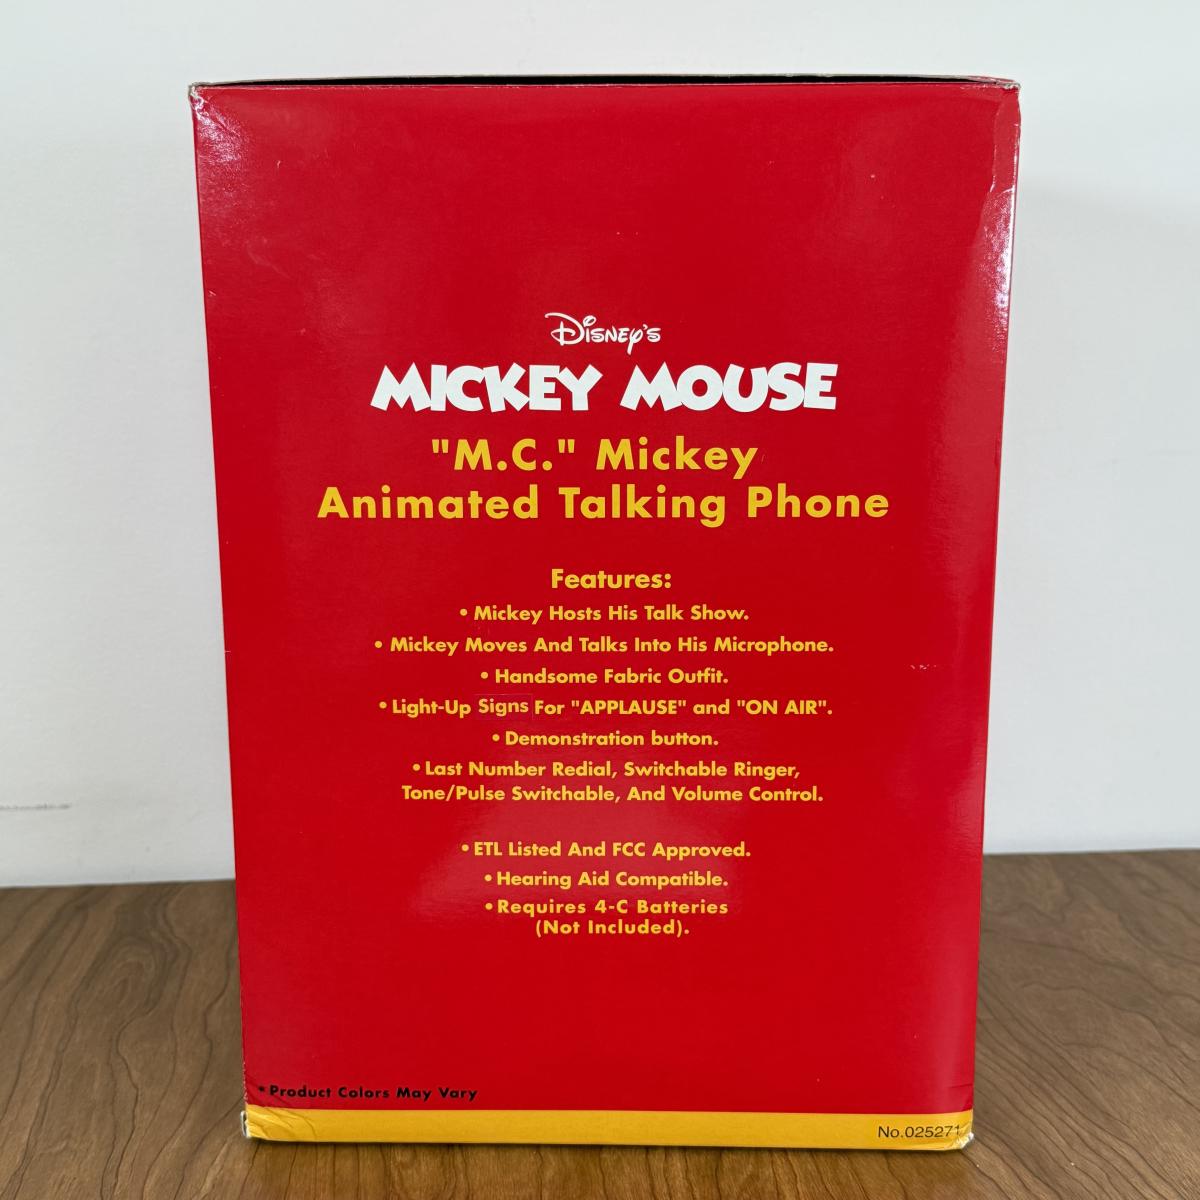 Disney's
MICKEY MOUSE
"M.C." Mickey
Animated Talking Phone
Features:
• Mickey Hosts His Talk Show.
• Mickey Moves And Talks Into His Microphone.
• Handsome Fabric Outfit.
• Light-Up Signs For "APPLAUSE" and "ON AIR".
• Demonstration button.
• Last Number Redial, Switchable Ringer,
Tone/Pulse Switchable, And Volume Control.
• ETL Listed And FCC Approved.
• Hearing Aid Compatible.
• Requires 4-C Batteries
(Not Included).
* Product Colors May Vary
No.025271